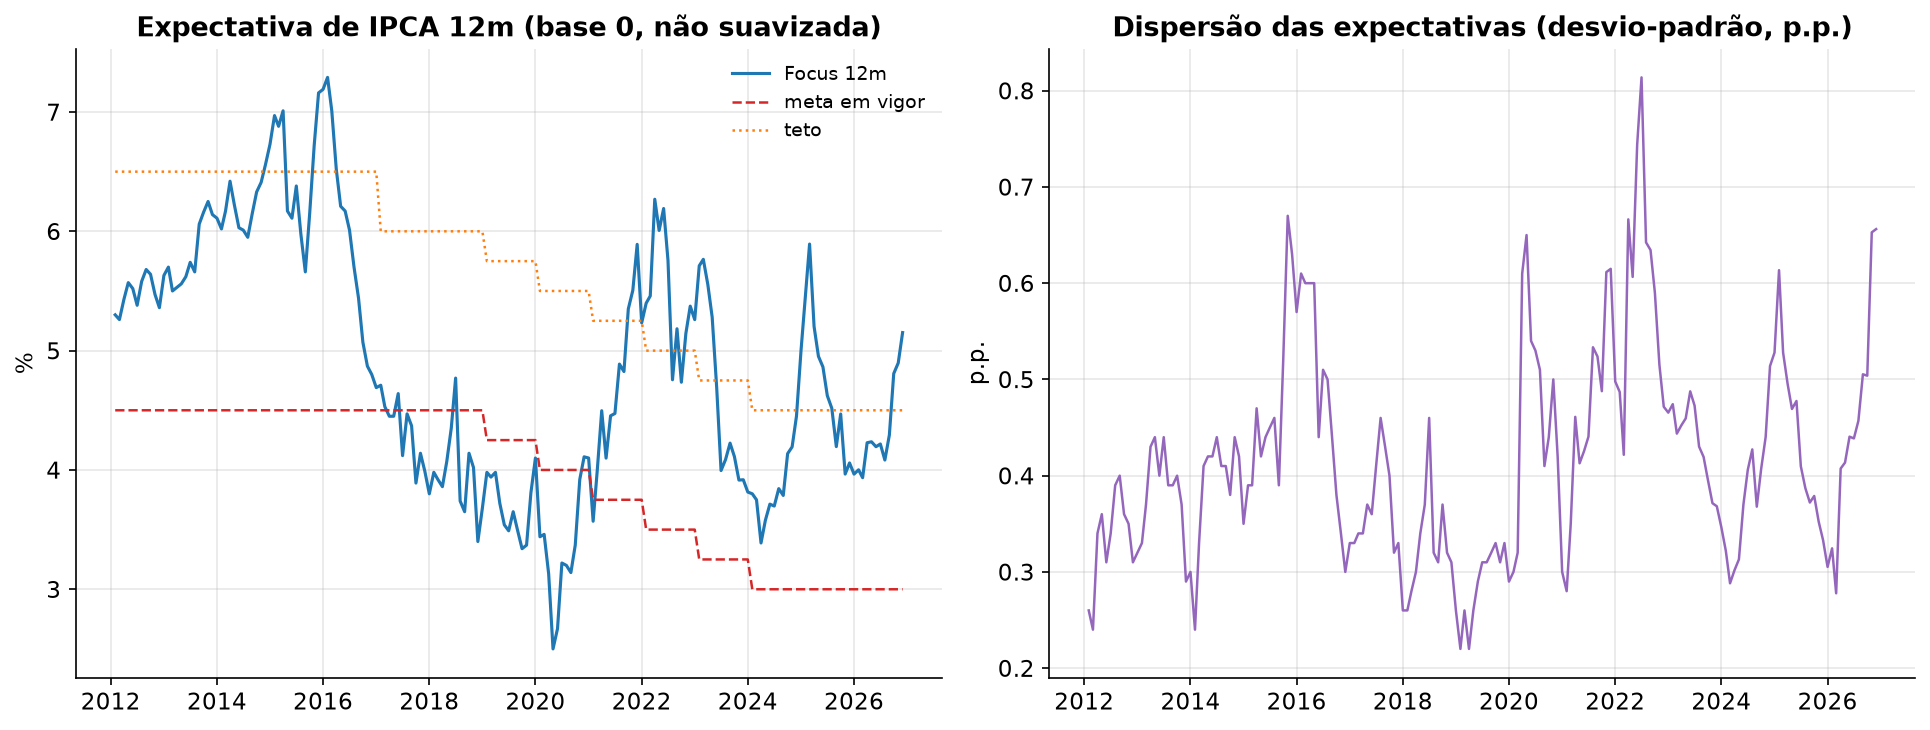 Expectativa de IPCA 12m (base 0, não suavizada)
Focus 12m
meta em vigor
teto
%
7
6
5
4
3
2012 2014 2016 2018 2020 2022 2024 2026
Dispersão das expectativas (desvio-padrão, p.p.)
p.p.
0.8
0.7
0.6
0.5
0.4
0.3
0.2
2012 2014 2016 2018 2020 2022 2024 2026